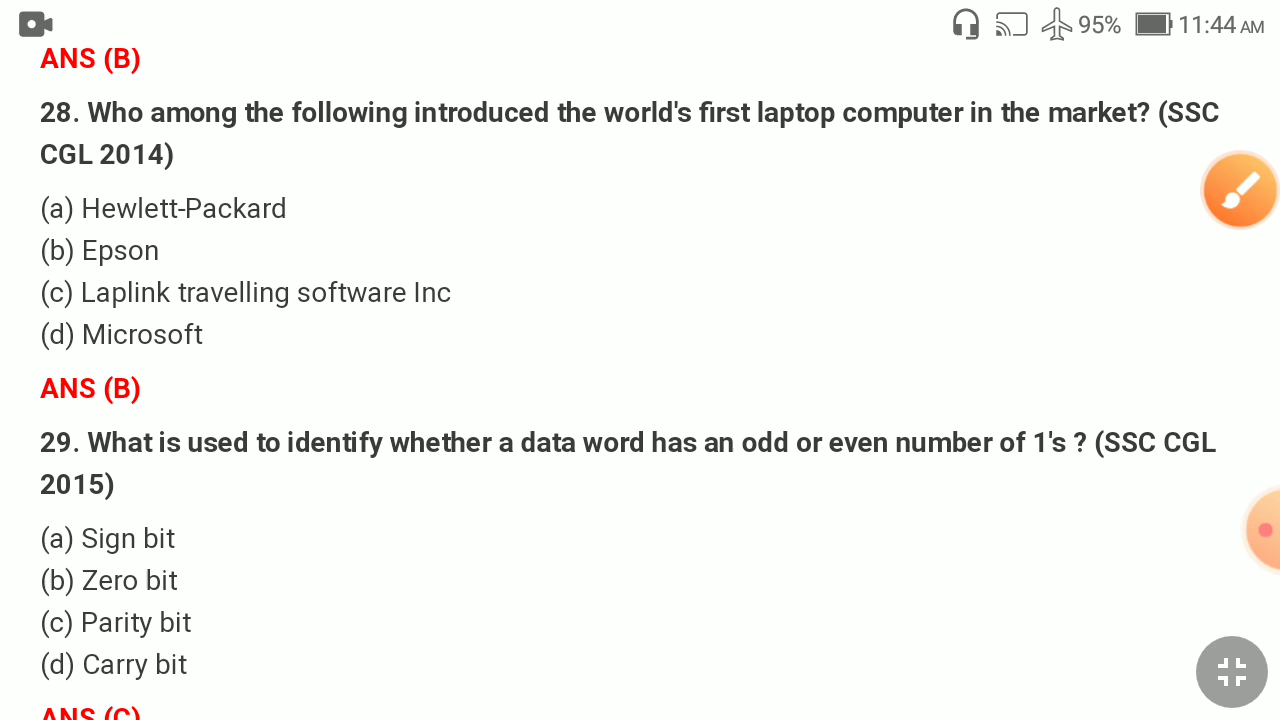 95% 11:44 AM
ANS (B)
28. Who among the following introduced the world's first laptop computer in the market? (SSC
CGL 2014)
(a) Hewlett-Packard
(b) Epson
(c) Laplink travelling software Inc
(d) Microsoft
ANS (B)
29. What is used to identify whether a data word has an odd or even number of 1's ? (SSC CGL
2015)
(a) Sign bit
(b) Zero bit
(c) Parity bit
(d) Carry bit
ANS (C)